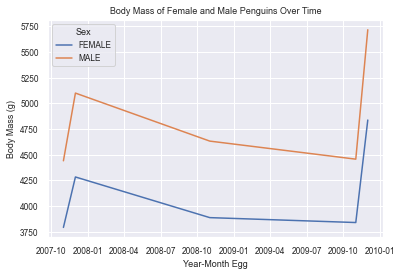 Body Mass of Female and Male Penguins Over Time
Sex
FEMALE
MALE
Body Mass (g)
5750
5500
5250
5000
4750
4500
4250
4000
3750
2007-10 2008-01 2008-04 2008-07 2008-10 2009-01 2009-04 2009-07 2009-10 2010-01
Year-Month Egg